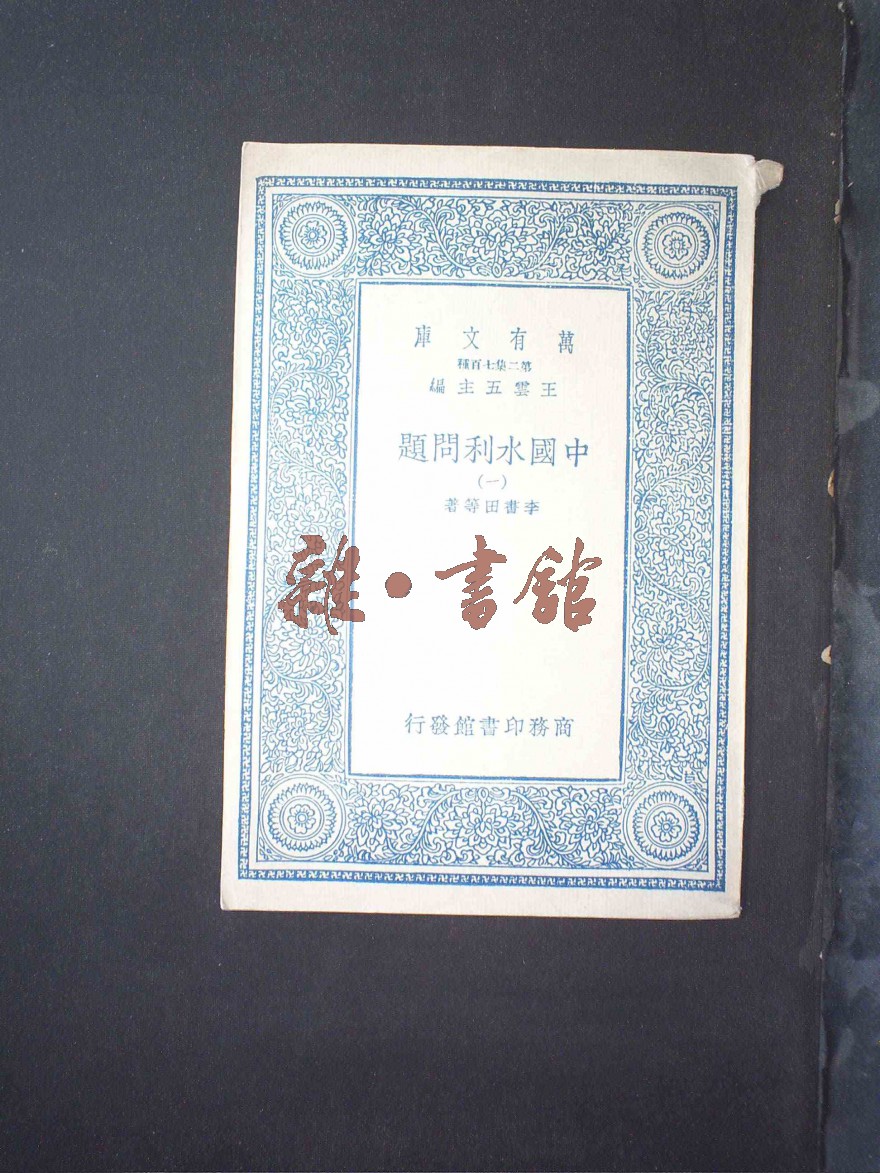 萬有文庫
第二集七百種
王雲五主編
中國水利問題
(一)
李書田等著
雜·書館
商務印書館發行